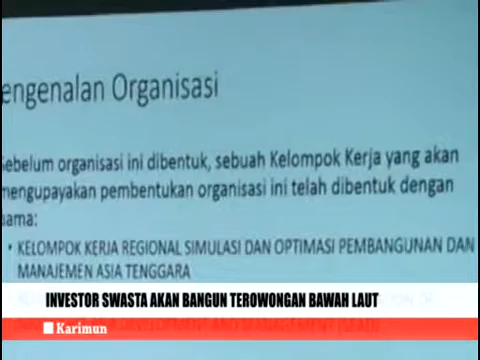 engenalan Organisasi
Sebelum organisasi ini dibentuk, sebuah Kelompok Kerja yang akan
mengupayakan pembentukan organisasi ini telah dibentuk dengan
nama:
• KELOMPOK KERJA REGIONAL SIMULASI DAN OPTIMASI PEMBANGUNAN DAN
MANAJEMEN ASIA TENGGARA
INVESTOR SWASTA AKAN BANGUN TEROWONGAN BAWAH LAUT
Karimun